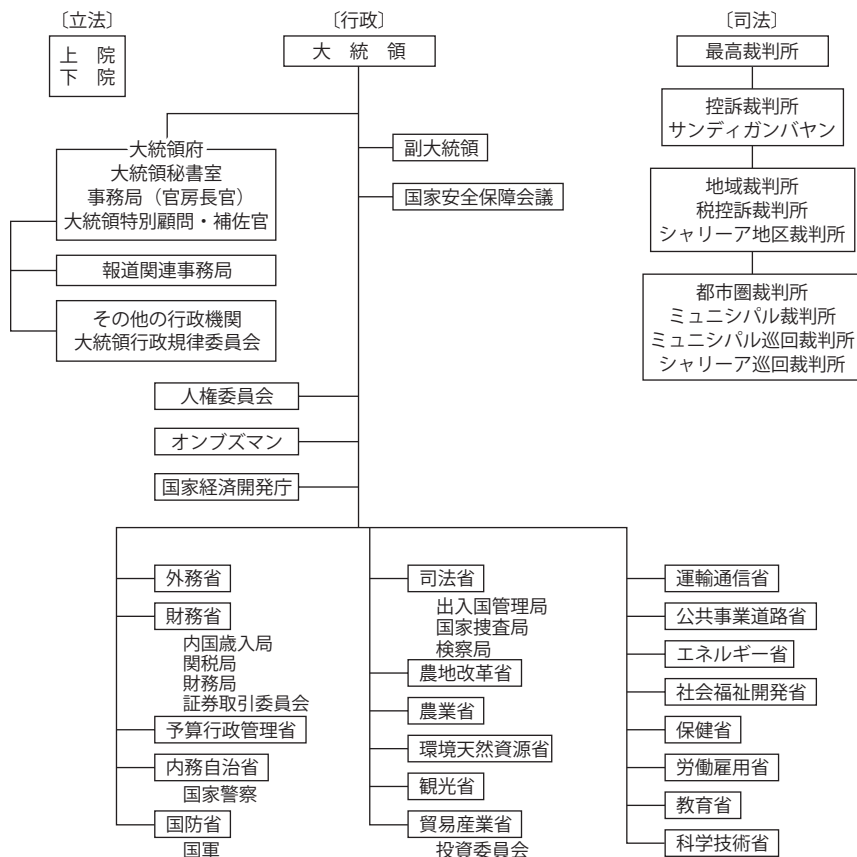 〔立法〕
上　院
下　院
〔行政〕
大　統　領
大統領府
大統領秘書室
事務局（官房長官）
大統領特別顧問・補佐官
報道関連事務局
その他の行政機関
大統領行政規律委員会
副大統領
国家安全保障会議
人権委員会
オンブズマン
国家経済開発庁
外務省
財務省
内国歳入局
関税局
財務局
証券取引委員会
予算行政管理省
内務自治省
国家警察
国防省
国軍
司法省
出入国管理局
国家捜査局
検察局
農地改革省
農業省
環境天然資源省
観光省
貿易産業省
投資委員会
運輸通信省
公共事業道路省
エネルギー省
社会福祉開発省
保健省
労働雇用省
教育省
科学技術省
〔司法〕
最高裁判所
控訴裁判所
サンディガンバヤン
地域裁判所
税控訴裁判所
シャリーア地区裁判所
都市圏裁判所
ミュニシパル裁判所
ミュニシパル巡回裁判所
シャリーア巡回裁判所